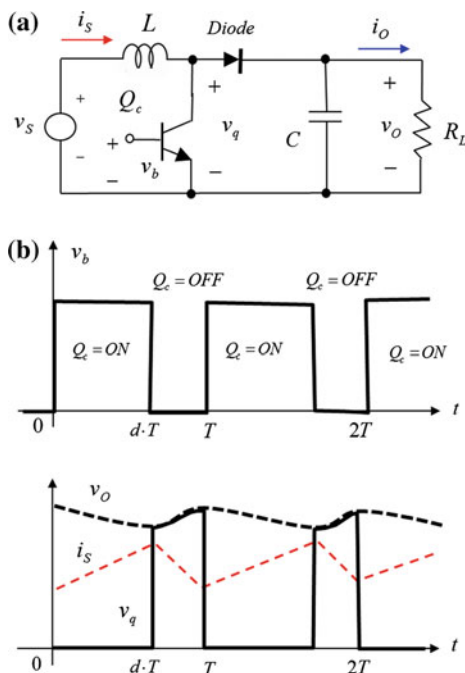 (a)
i_S
L
Diode
i_O
+
+
+
Q_c
v_S
+
v_b
v_q
C
v_O
R_L
−
−
−
−
(b)
v_b
Q_c = OFF
Q_c = OFF
Q_c = ON
Q_c = ON
Q_c = ON
t
0
d·T
T
2T
v_O
i_S
v_q
t
0
d·T
T
2T